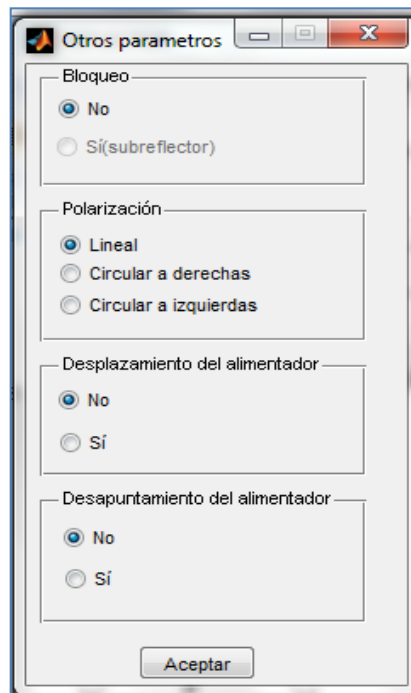 Otros parametros
Bloqueo
No
Sí(subreflector)
Polarización
Lineal
Circular a derechas
Circular a izquierdas
Desplazamiento del alimentador
No
Sí
Desapuntamiento del alimentador
No
Sí
Aceptar